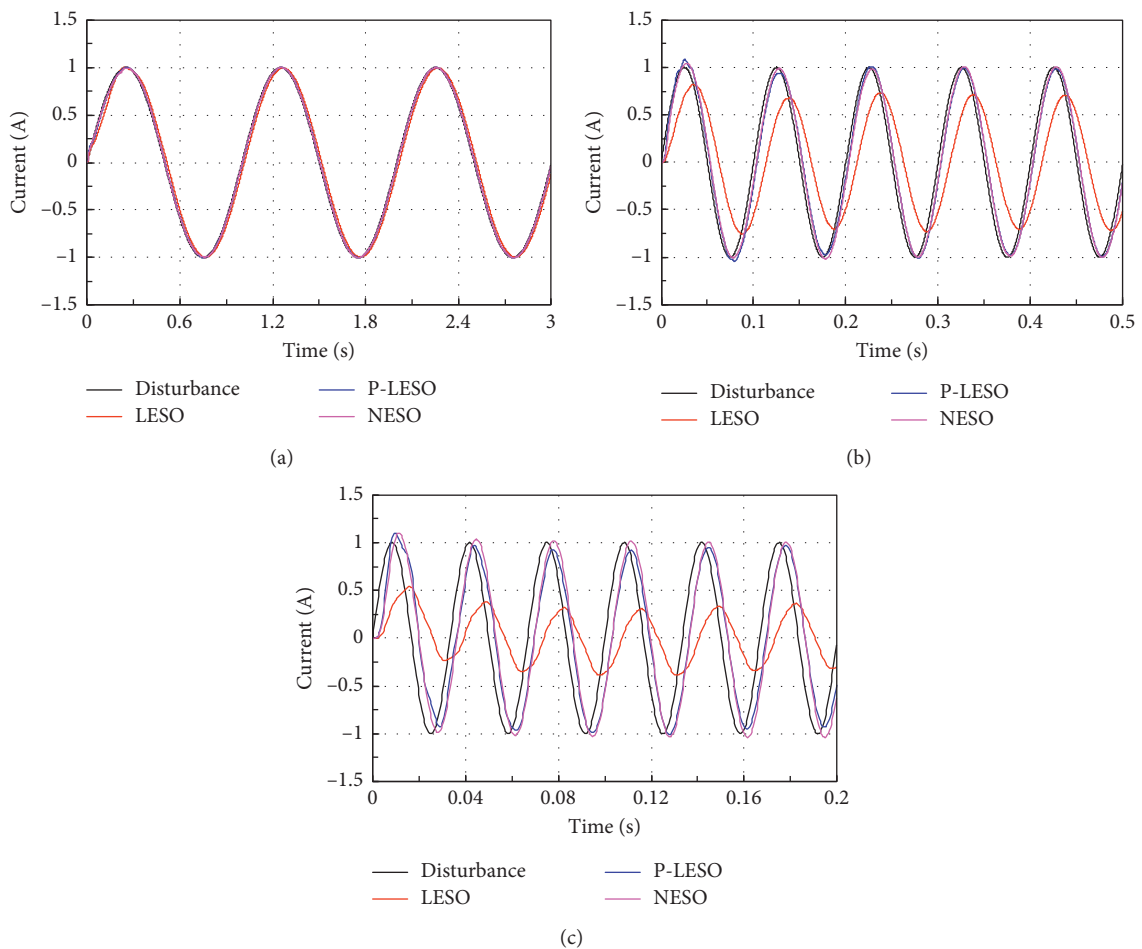 1.5
1
0.5
0
–0.5
–1
–1.5
Current (A)
0
0.6
1.2
1.8
2.4
3
Time (s)
Disturbance
LESO
P-LESO
NESO
(a)
1.5
1
0.5
0
–0.5
–1
–1.5
Current (A)
0
0.1
0.2
0.3
0.4
0.5
Time (s)
Disturbance
LESO
P-LESO
NESO
(b)
1.5
1
0.5
0
–0.5
–1
–1.5
Current (A)
0
0.04
0.08
0.12
0.16
0.2
Time (s)
Disturbance
LESO
P-LESO
NESO
(c)